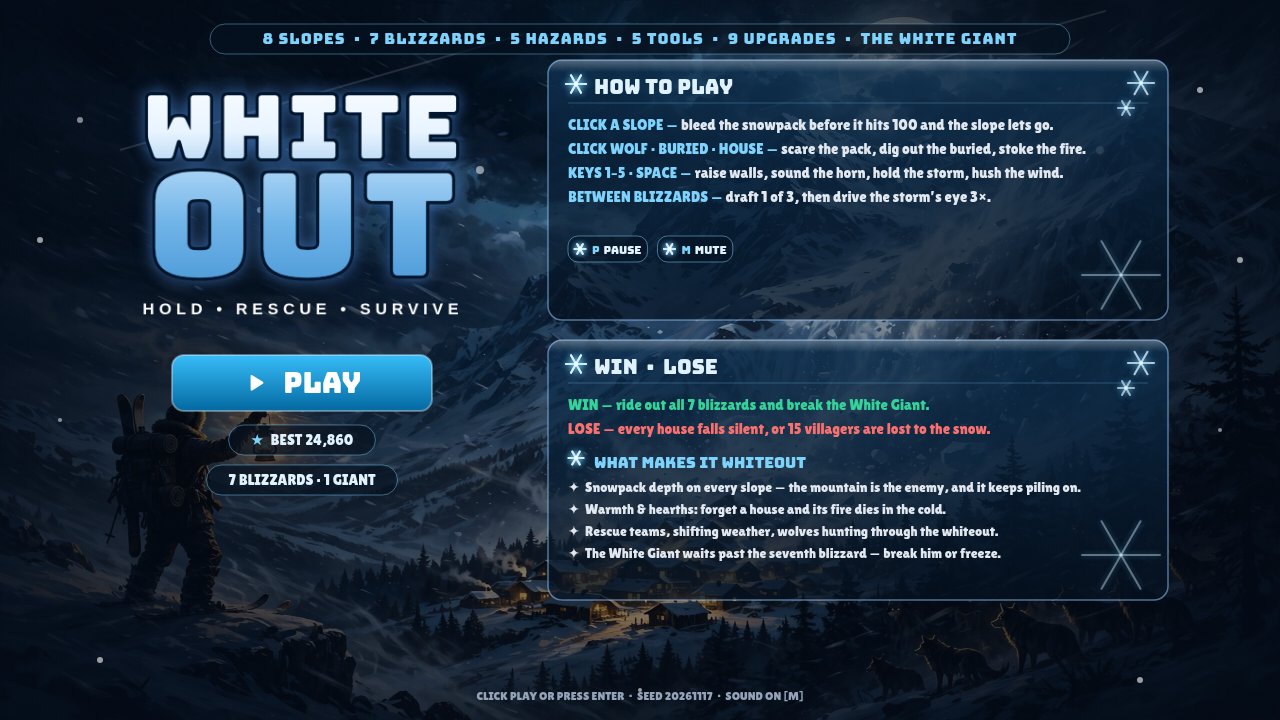 8 SLOPES • 7 BLIZZARDS • 5 HAZARDS • 5 TOOLS • 9 UPGRADES • THE WHITE GIANT
WHITE
OUT
HOLD • RESCUE • SURVIVE
PLAY
★ BEST 24,860
7 BLIZZARDS · 1 GIANT
HOW TO PLAY
CLICK A SLOPE — bleed the snowpack before it hits 100 and the slope lets go.
CLICK WOLF · BURIED · HOUSE — scare the pack, dig out the buried, stoke the fire.
KEYS 1-5 · SPACE — raise walls, sound the horn, hold the storm, hush the wind.
BETWEEN BLIZZARDS — draft 1 of 3, then drive the storm's eye 3×.
P PAUSE
M MUTE
WIN • LOSE
WIN — ride out all 7 blizzards and break the White Giant.
LOSE — every house falls silent, or 15 villagers are lost to the snow.
WHAT MAKES IT WHITEOUT
✦ Snowpack depth on every slope — the mountain is the enemy, and it keeps piling on.
✦ Warmth & hearths: forget a house and its fire dies in the cold.
✦ Rescue teams, shifting weather, wolves hunting through the whiteout.
✦ The White Giant waits past the seventh blizzard — break him or freeze.
CLICK PLAY OR PRESS ENTER · SEED 20261117 · SOUND ON [M]